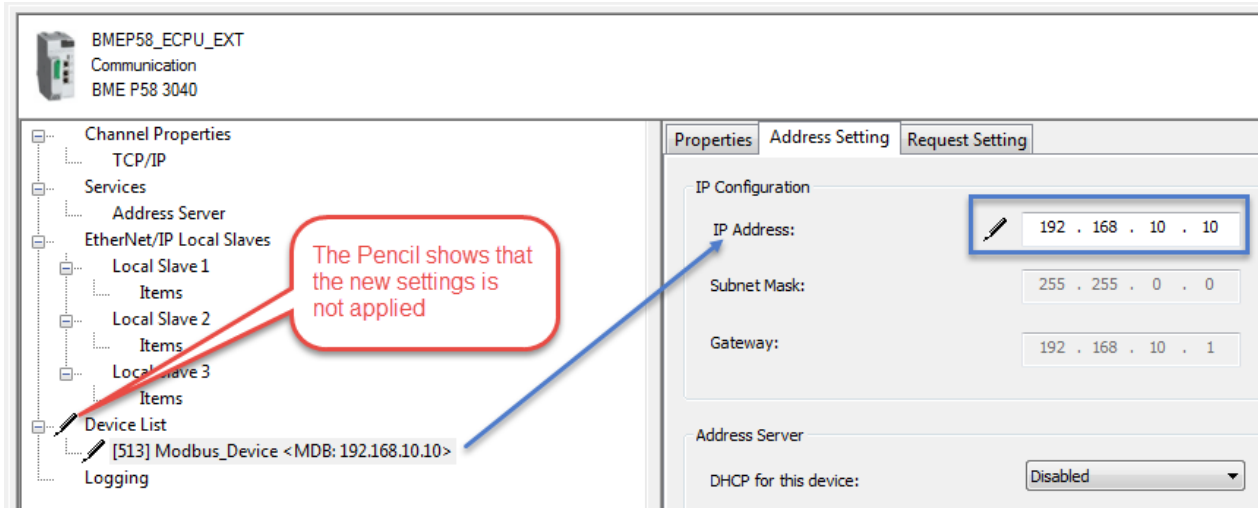 BMEP58_ECPU_EXT
Communication
BME P58 3040
Channel Properties
TCP/IP
Services
Address Server
EtherNet/IP Local Slaves
Local Slave 1
Items
Local Slave 2
Items
Local Slave 3
Items
Device List
[513] Modbus_Device <MDB: 192.168.10.10>
Logging
The Pencil shows that
the new settings is
not applied
Properties
Address Setting
Request Setting
IP Configuration
IP Address:
192 . 168 . 10 . 10
Subnet Mask:
255 . 255 . 0 . 0
Gateway:
192 . 168 . 10 . 1
Address Server
DHCP for this device:
Disabled